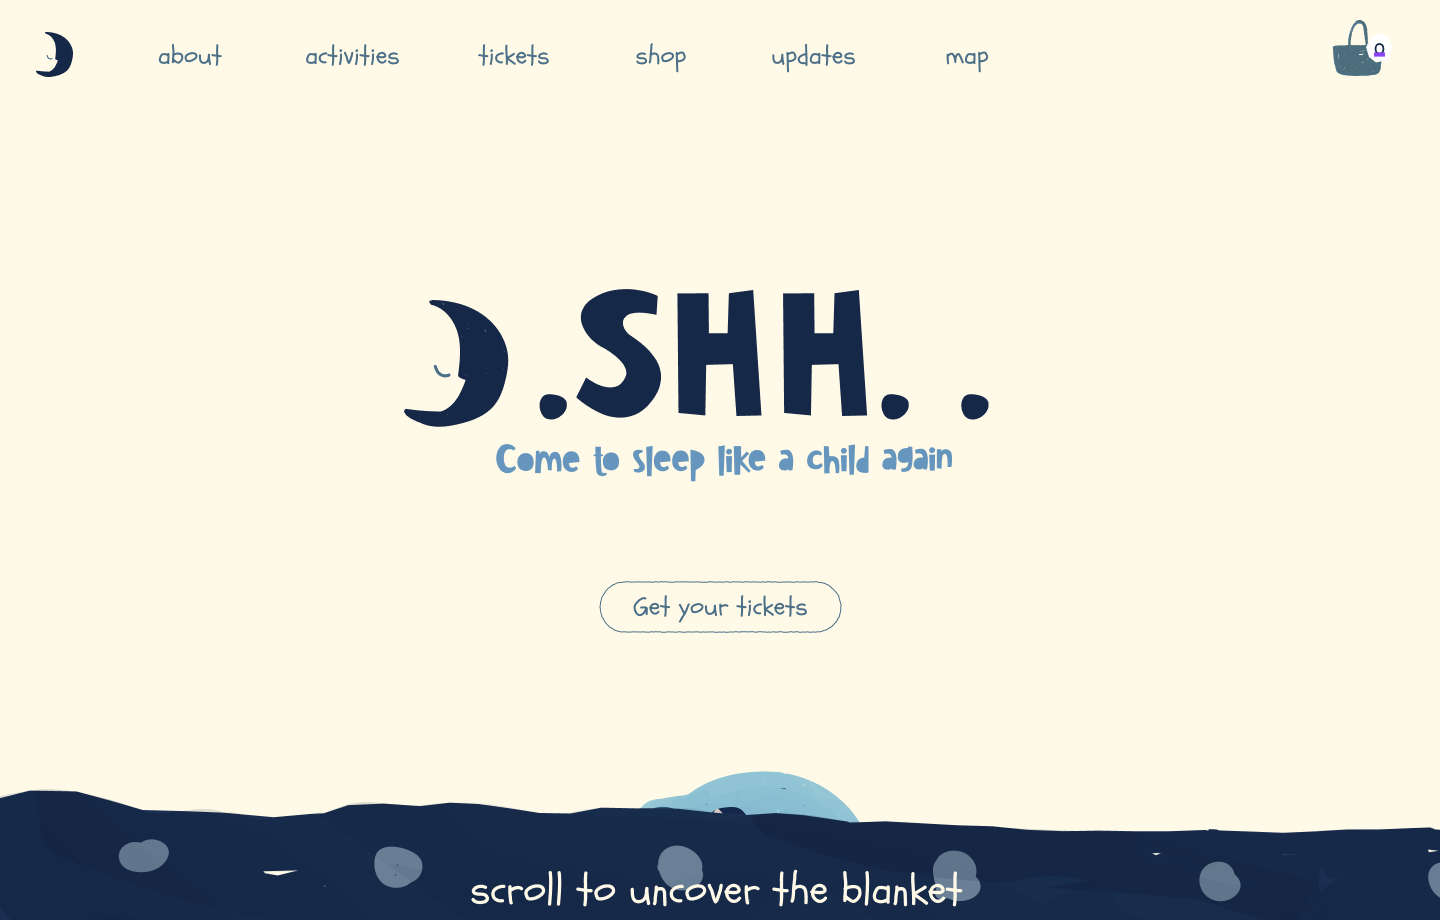 about activities tickets shop updates map
0
.SHH. .
Come to sleep like a child again
Get your tickets
scroll to uncover the blanket